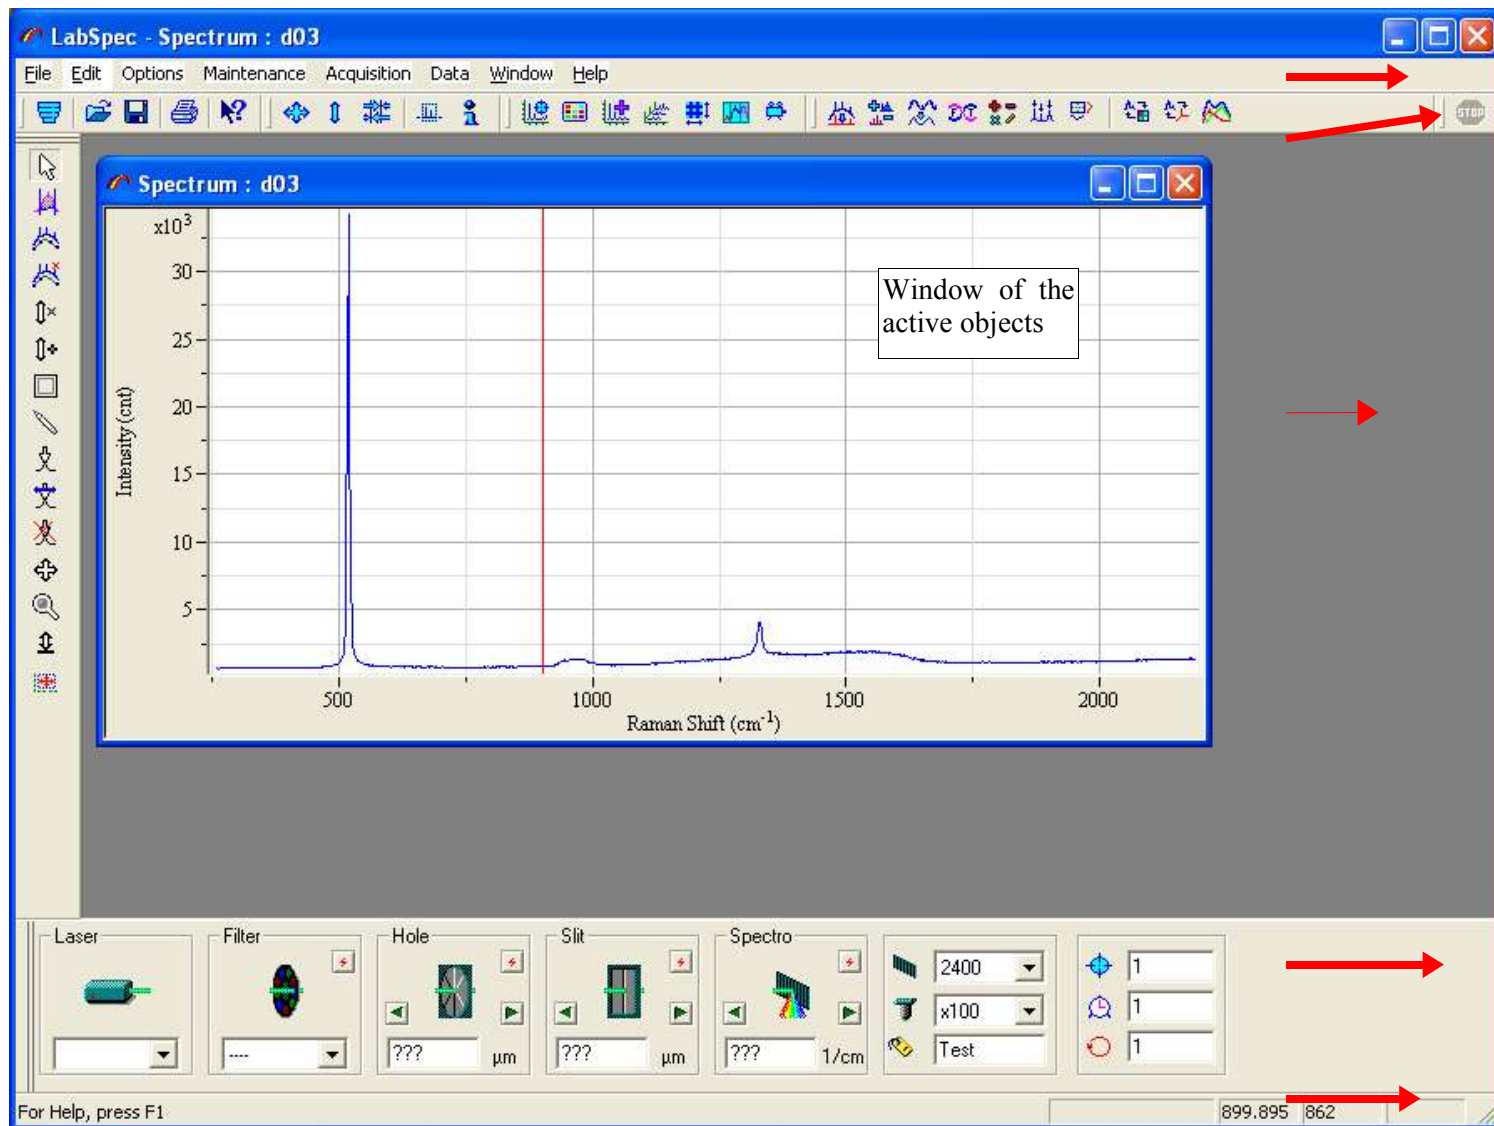 LabSpec - Spectrum : d03
File Edit Options Maintenance Acquisition Data Window Help
STOP
Spectrum : d03
x10³
30
25
20
15
10
5
Intensity (cnt)
Window of the
active objects
500 1000 1500 2000
Raman Shift (cm⁻¹)
Laser Filter Hole Slit Spectro
2400 1
x100 1
---- ??? µm ??? µm ??? 1/cm Test 1
For Help, press F1 899.895 862